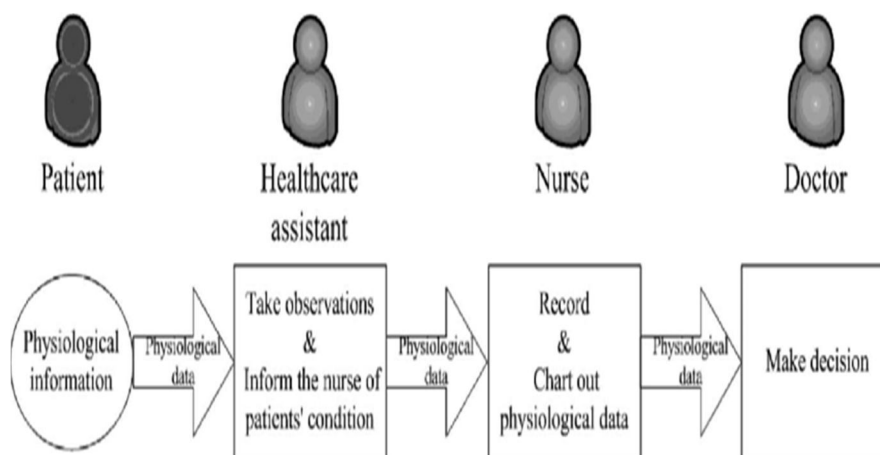 Patient
Healthcare
assistant
Nurse
Doctor
Physiological
information
Physiological
data
Take observations
&
Inform the nurse of
patients' condition
Physiological
data
Record
&
Chart out
physiological data
Physiological
data
Make decision